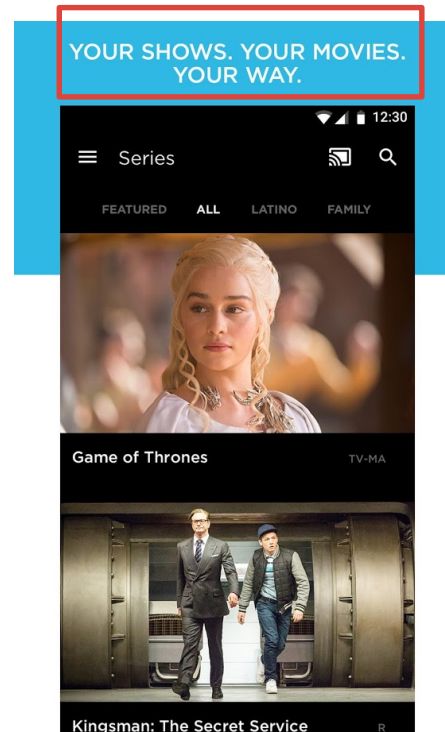 YOUR SHOWS. YOUR MOVIES.
YOUR WAY.
12:30
Series
FEATURED ALL LATINO FAMILY
Game of Thrones TV-MA
Kingsman: The Secret Service R